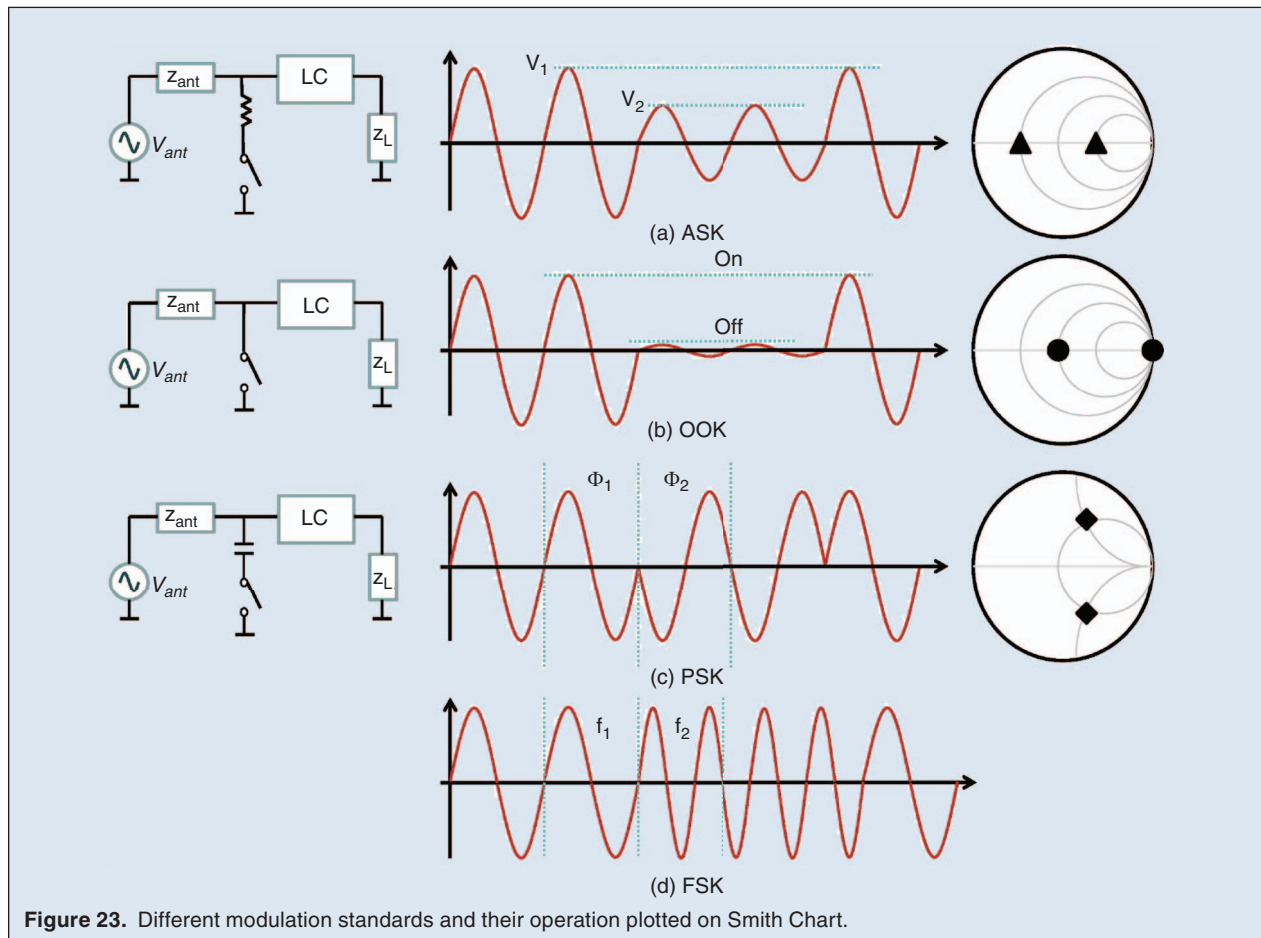 z_ant
LC
z_L
V_ant
V_1
V_2
(a) ASK
z_ant
LC
z_L
V_ant
On
Off
(b) OOK
z_ant
LC
z_L
V_ant
Φ_1
Φ_2
(c) PSK
f_1
f_2
(d) FSK
Figure 23. Different modulation standards and their operation plotted on Smith Chart.